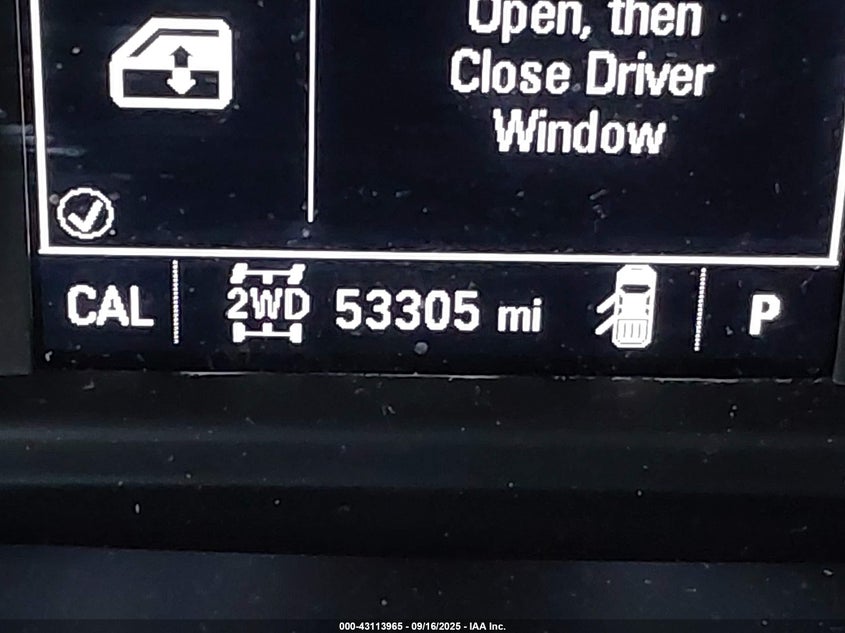 Open, then
Close Driver
Window
CAL 2WD 53305 mi P
000-43113965 - 09/16/2025 - IAA Inc.